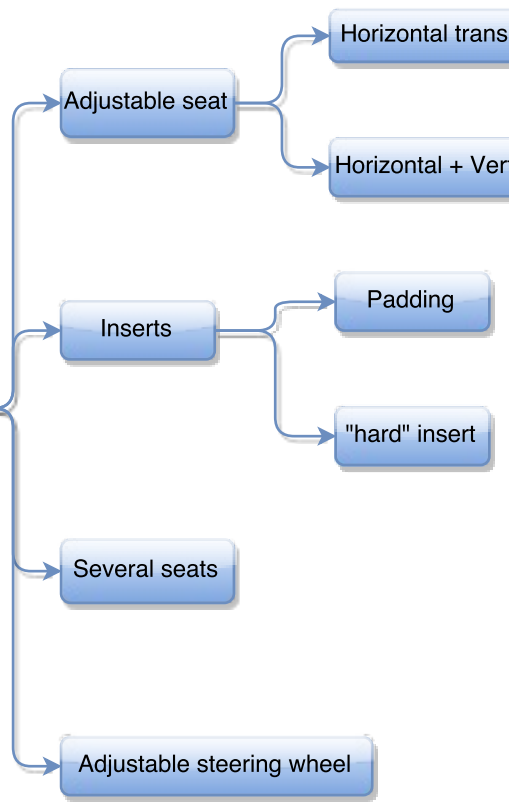 Horizontal trans
Adjustable seat
Horizontal + Ver
Padding
Inserts
"hard" insert
Several seats
Adjustable steering wheel